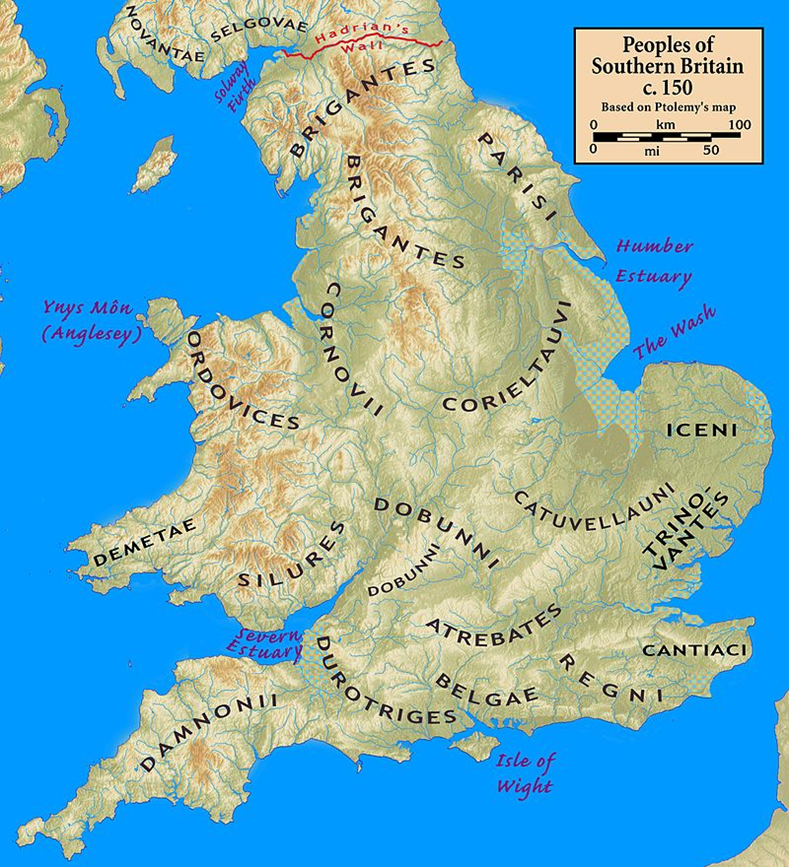 NOVANTAE
SELGOVAE
Hadrian's
Wall
Solway
Firth
Peoples of
Southern Britain
c. 150
Based on Ptolemy's map
0 km 100
0 mi 50
BRIGANTES
PARISI
BRIGANTES
Humber
Estuary
Ynys Môn
(Anglesey)
The Wash
CORNOVII
ORDOVICES
CORIELTAUVI
ICENI
CATUVELLAUNI
TRINO-
VANTES
DOBUNNI
DOBUNNI
DEMETAE
SILURES
ATREBATES
CANTIACI
Severn
Estuary
DUROTRIGES
BELGAE
REGNI
DAMNONII
Isle of
Wight